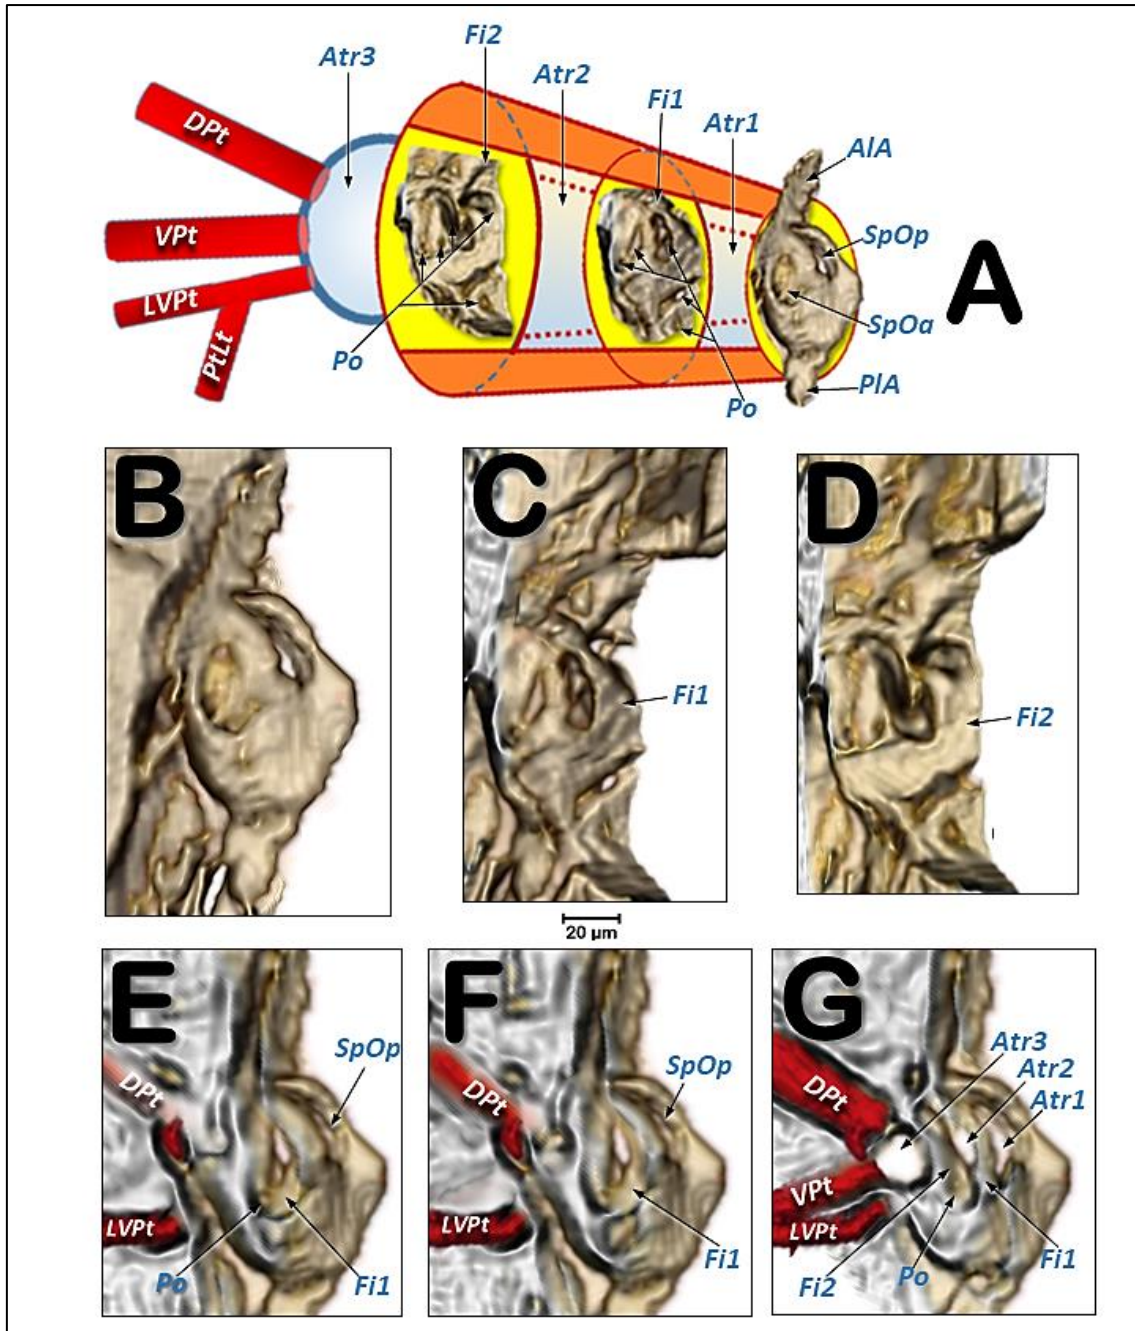 Fi2
Atr3
Atr2
Fi1
Atr1
AlA
DPt
SpOp
VPt
A
LVPt
SpOa
PtLt
Po
PlA
Po
B
C
D
Fi1
Fi2
20 µm
E
F
G
SpOp
SpOp
Atr3
Atr2
Atr1
DPt
DPt
DPt
VPt
LVPt
LVPt
LVPt
Po
Fi1
Fi1
Fi2
Po
Fi1